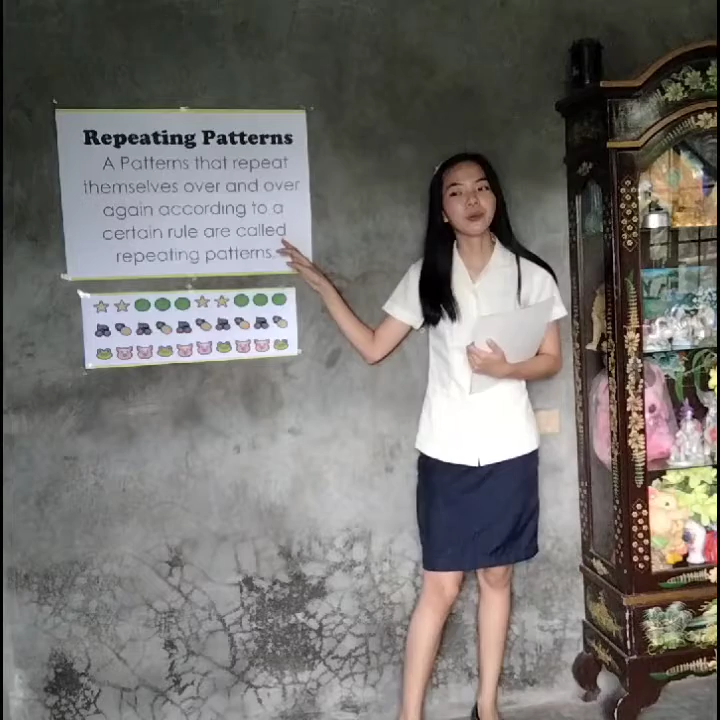 Repeating Patterns
A Patterns that repeat
themselves over and over
again according to a
certain rule are called
repeating patterns.